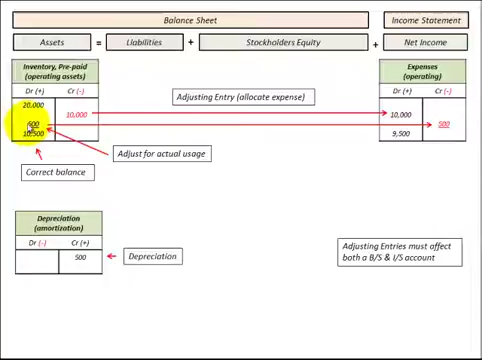 Balance Sheet
Income Statement
Assets = Liabilities + Stockholders Equity + Net Income
Inventory, Pre-paid
(operating assets)
Dr (+) Cr (-)
20,000
10,000
10,500
Correct balance
Adjusting Entry (allocate expense)
Adjust for actual usage
Expenses
(operating)
Dr (+) Cr (-)
10,000
500
9,500
Depreciation
(amortization)
Dr (-) Cr (+)
500
Depreciation
Adjusting Entries must affect
both a B/S & I/S account